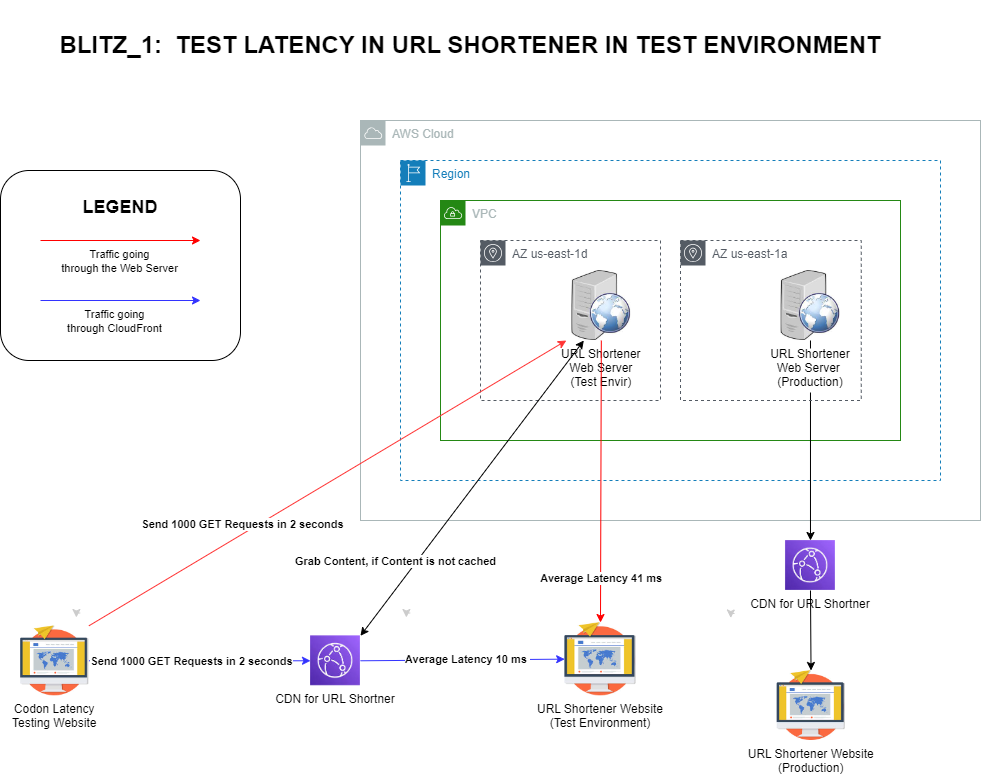 BLITZ_1: TEST LATENCY IN URL SHORTENER IN TEST ENVIRONMENT
AWS Cloud
Region
VPC
AZ us-east-1d
AZ us-east-1a
LEGEND
Traffic going
through the Web Server
Traffic going
through CloudFront
URL Shortener
Web Server
(Test Envir)
URL Shortener
Web Server
(Production)
Send 1000 GET Requests in 2 seconds
Grab Content, if Content is not cached
Average Latency 41 ms
CDN for URL Shortner
Send 1000 GET Requests in 2 seconds
Average Latency 10 ms
CDN for URL Shortner
Codon Latency
Testing Website
URL Shortener Website
(Test Environment)
URL Shortener Website
(Production)